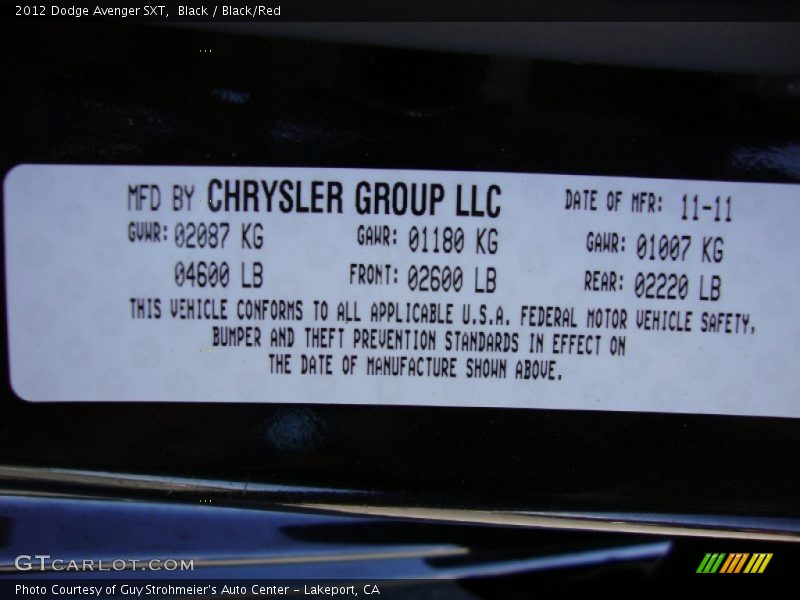 2012 Dodge Avenger SXT,  Black / Black/Red
MFD BY CHRYSLER GROUP LLC DATE OF MFR: 11-11
GVWR: 02087 KG GAWR: 01180 KG GAWR: 01007 KG
04600 LB FRONT: 02600 LB REAR: 02220 LB
THIS VEHICLE CONFORMS TO ALL APPLICABLE U.S.A. FEDERAL MOTOR VEHICLE SAFETY,
BUMPER AND THEFT PREVENTION STANDARDS IN EFFECT ON
THE DATE OF MANUFACTURE SHOWN ABOVE.
GTCARLOT.COM
Photo Courtesy of Guy Strohmeier's Auto Center – Lakeport, CA